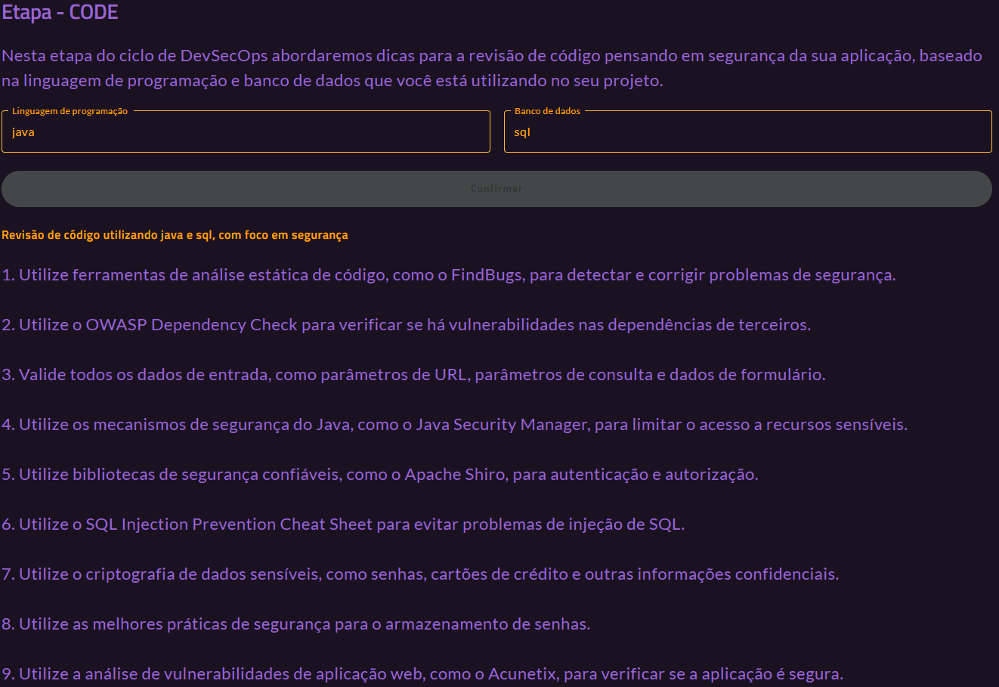 Etapa - CODE
Nesta etapa do ciclo de DevSecOps abordaremos dicas para a revisão de código pensando em segurança da sua aplicação, baseado
na linguagem de programação e banco de dados que você está utilizando no seu projeto.
Linguagem de programação
java
Banco de dados
sql
Confirmar
Revisão de código utilizando java e sql, com foco em segurança
1. Utilize ferramentas de análise estática de código, como o FindBugs, para detectar e corrigir problemas de segurança.
2. Utilize o OWASP Dependency Check para verificar se há vulnerabilidades nas dependências de terceiros.
3. Valide todos os dados de entrada, como parâmetros de URL, parâmetros de consulta e dados de formulário.
4. Utilize os mecanismos de segurança do Java, como o Java Security Manager, para limitar o acesso a recursos sensíveis.
5. Utilize bibliotecas de segurança confiáveis, como o Apache Shiro, para autenticação e autorização.
6. Utilize o SQL Injection Prevention Cheat Sheet para evitar problemas de injeção de SQL.
7. Utilize o criptografia de dados sensíveis, como senhas, cartões de crédito e outras informações confidenciais.
8. Utilize as melhores práticas de segurança para o armazenamento de senhas.
9. Utilize a análise de vulnerabilidades de aplicação web, como o Acunetix, para verificar se a aplicação é segura.